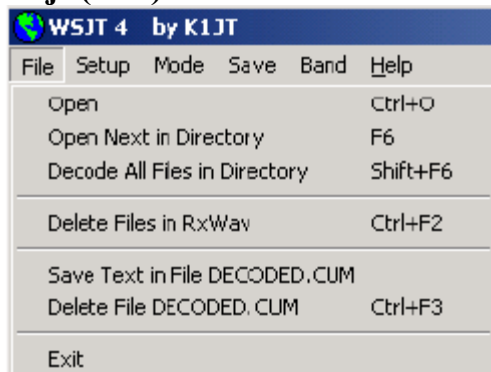 WSJT 4 by K1JT
File Setup Mode Save Band Help
Open Ctrl+O
Open Next in Directory F6
Decode All Files in Directory Shift+F6
Delete Files in RxWav Ctrl+F2
Save Text in File DECODED.CUM
Delete File DECODED.CUM Ctrl+F3
Exit